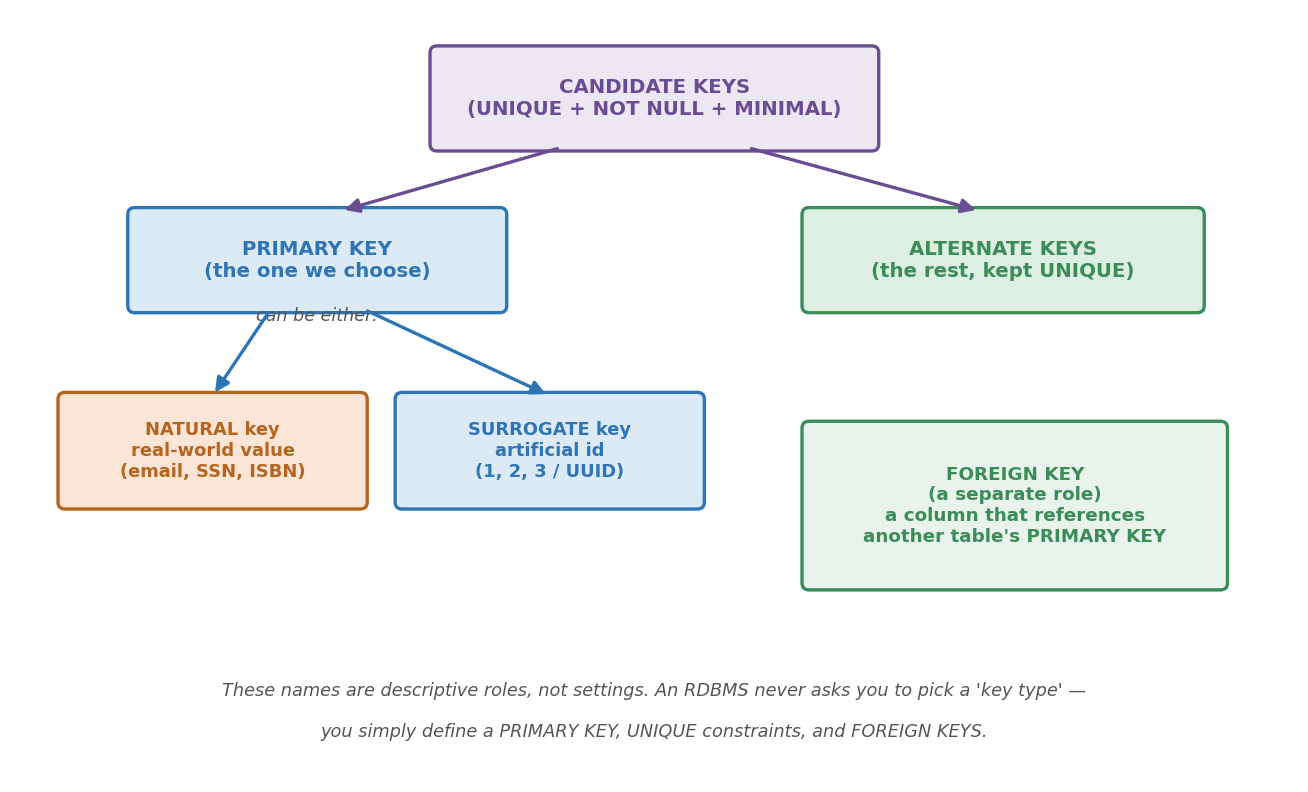 CANDIDATE KEYS
(UNIQUE + NOT NULL + MINIMAL)
PRIMARY KEY
(the one we choose)
ALTERNATE KEYS
(the rest, kept UNIQUE)
can be either:
NATURAL key
real-world value
(email, SSN, ISBN)
SURROGATE key
artificial id
(1, 2, 3 / UUID)
FOREIGN KEY
(a separate role)
a column that references
another table's PRIMARY KEY
These names are descriptive roles, not settings. An RDBMS never asks you to pick a 'key type' —
you simply define a PRIMARY KEY, UNIQUE constraints, and FOREIGN KEYS.